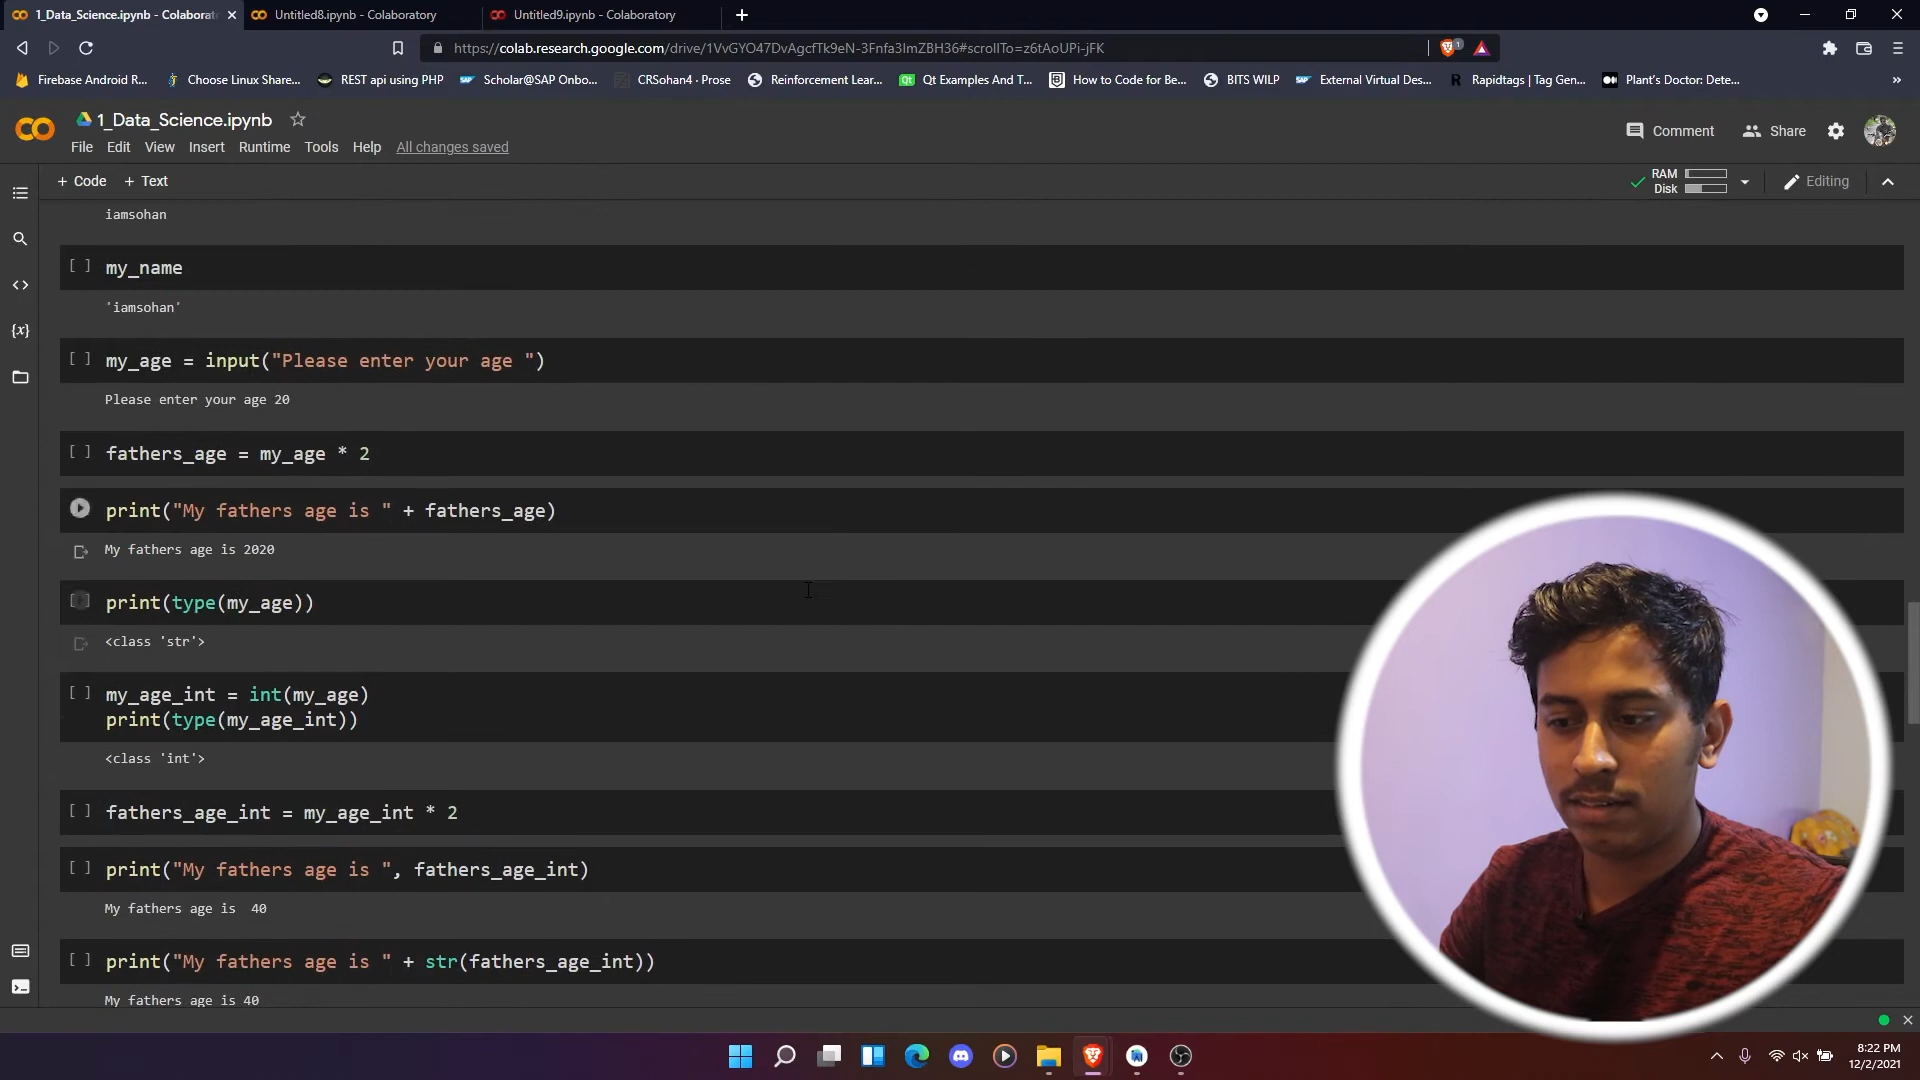 1_Data_Science.ipynb - Colaborat
Untitled8.ipynb - Colaboratory
Untitled9.ipynb - Colaboratory
https://colab.research.google.com/drive/1VvGYO47DvAgcfTk9eN-3Fnfa3ImZBH36#scrollTo=z6tAoUPi-jFK
1
Firebase Android R...
Choose Linux Share...
REST api using PHP
Scholar@SAP Onbo...
CRSohan4 · Prose
Reinforcement Lear...
Qt Examples And T...
How to Code for Be...
BITS WILP
External Virtual Des...
Rapidtags | Tag Gen...
Plant's Doctor: Dete...
»
1_Data_Science.ipynb
Comment
Share
File Edit View Insert Runtime Tools Help All changes saved
+ Code + Text
RAM
Disk
Editing
iamsohan
[ ] my_name
'iamsohan'
[ ] my_age = input("Please enter your age ")
Please enter your age 20
[ ] fathers_age = my_age * 2
print("My fathers age is " + fathers_age)
My fathers age is 2020
[ ] print(type(my_age))
<class 'str'>
[ ] my_age_int = int(my_age)
print(type(my_age_int))
<class 'int'>
[ ] fathers_age_int = my_age_int * 2
[ ] print("My fathers age is ", fathers_age_int)
My fathers age is  40
[ ] print("My fathers age is " + str(fathers_age_int))
My fathers age is 40
8:22 PM
12/2/2021